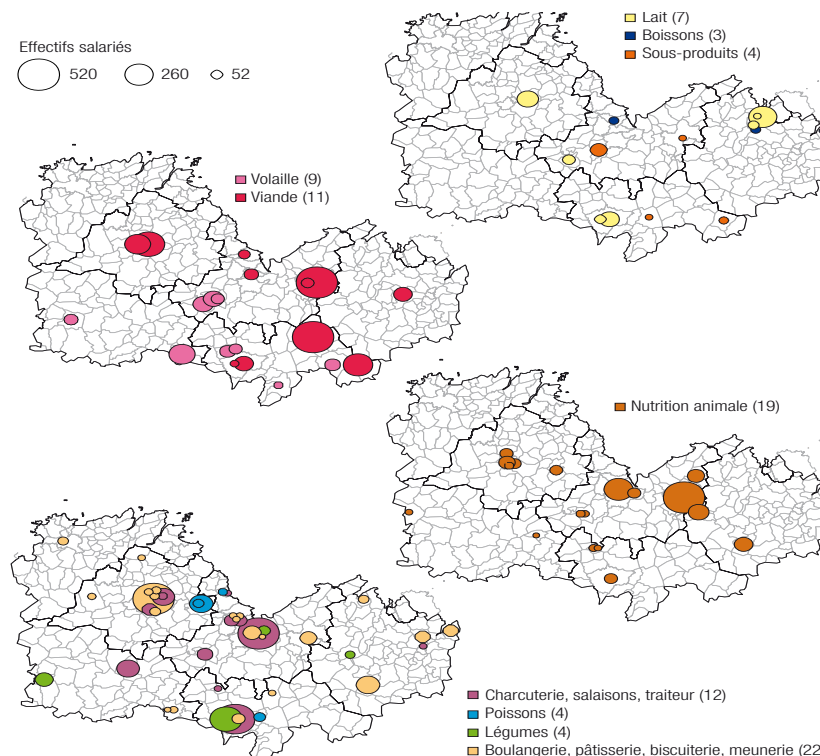 Effectifs salariés
520 260 52
Lait (7)
Boissons (3)
Sous-produits (4)
Volaille (9)
Viande (11)
Nutrition animale (19)
Charcuterie, salaisons, traiteur (12)
Poissons (4)
Légumes (4)
Boulangerie, pâtisserie, biscuiterie, meunerie (22